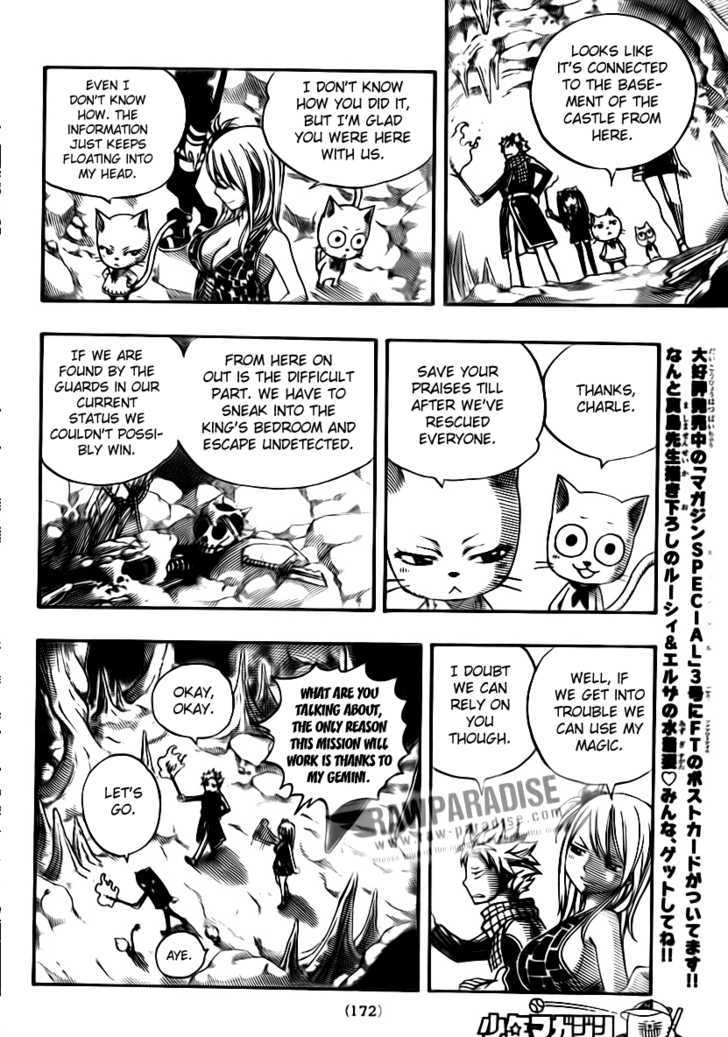 LOOKS LIKE
IT'S CONNECTED
TO THE BASE-
MENT OF THE
CASTLE FROM
HERE.
I DON'T KNOW
HOW YOU DID IT,
BUT I'M GLAD
YOU WERE HERE
WITH US.
EVEN I
DON'T KNOW
HOW. THE
INFORMATION
JUST KEEPS
FLOATING INTO
MY HEAD.
THANKS,
CHARLE.
SAVE YOUR
PRAISES TILL
AFTER WE'VE
RESCUED
EVERYONE.
FROM HERE ON
OUT IS THE DIFFICULT
PART. WE HAVE TO
SNEAK INTO THE
KING'S BEDROOM AND
ESCAPE UNDETECTED.
IF WE ARE
FOUND BY THE
GUARDS IN OUR
CURRENT
STATUS WE
COULDN'T POSSI-
BLY WIN.
WELL, IF
WE GET INTO
TROUBLE WE
CAN USE MY
MAGIC.
I DOUBT
WE CAN
RELY ON
YOU
THOUGH.
WHAT ARE YOU
TALKING ABOUT,
THE ONLY REASON
THIS MISSION WILL
WORK IS THANKS TO
MY GEMINI!
OKAY,
OKAY.
LET'S
GO.
AYE.
大好評発売中の「マガジンSPECIAL」3号にFTのポストカードがついてます!!
なんと真島先生描き下ろしのルーシィ&エルザの水着姿♡みんな、ゲットしてね!!
RAWPARADISE
www.raw-paradise.com
(172)
少年マガジン